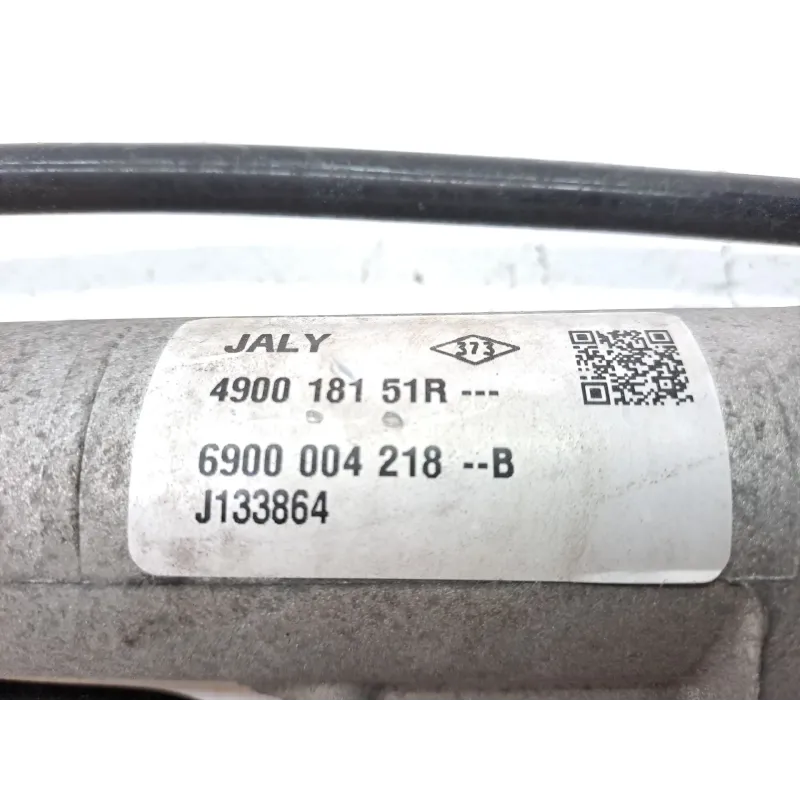 JALY 373
4900 181 51R ---
6900 004 218 --B
J133864